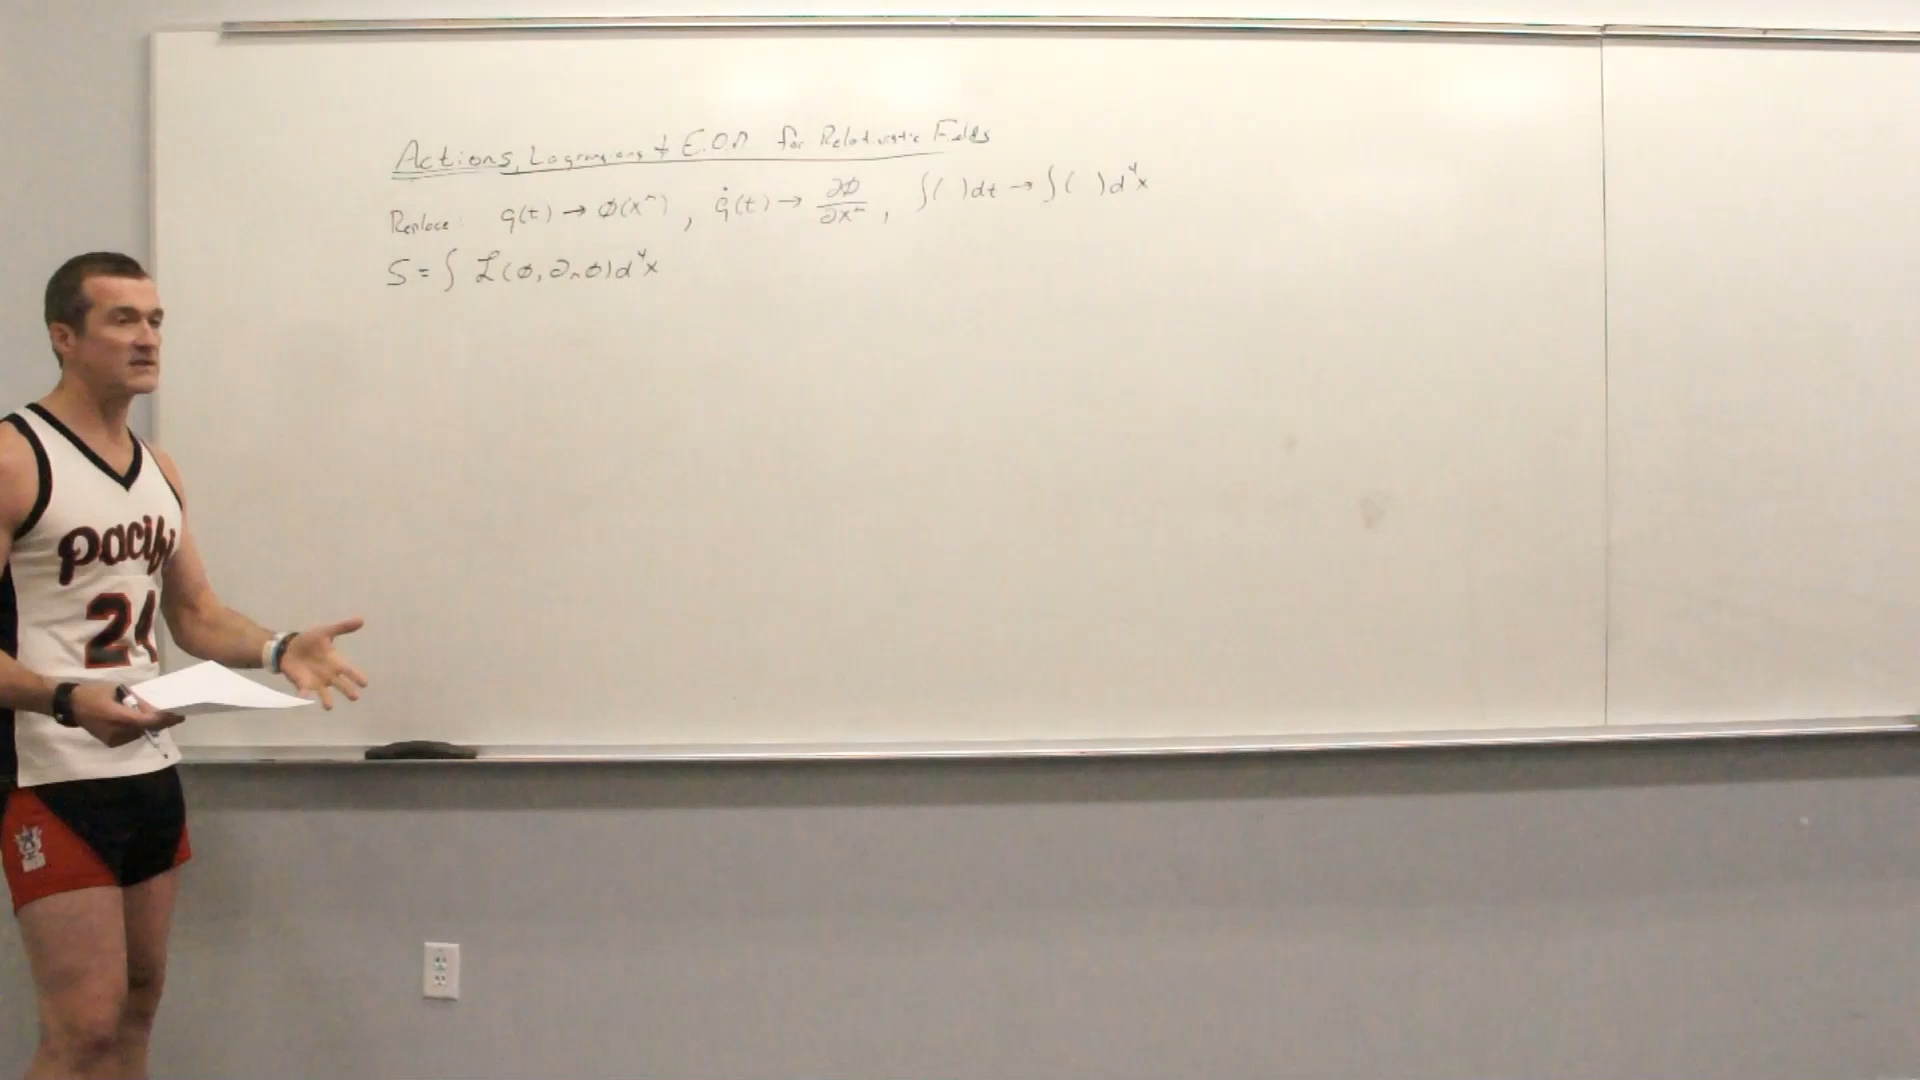 Actions, Lagrangians & E.O.M for Relativistic Fields
Replace: q(t) → ϕ(x^μ), q̇(t) → ∂ϕ/∂x^μ, ∫( )dt → ∫( )d⁴x
S = ∫ ℒ(ϕ, ∂_μϕ)d⁴x
Pacific
24